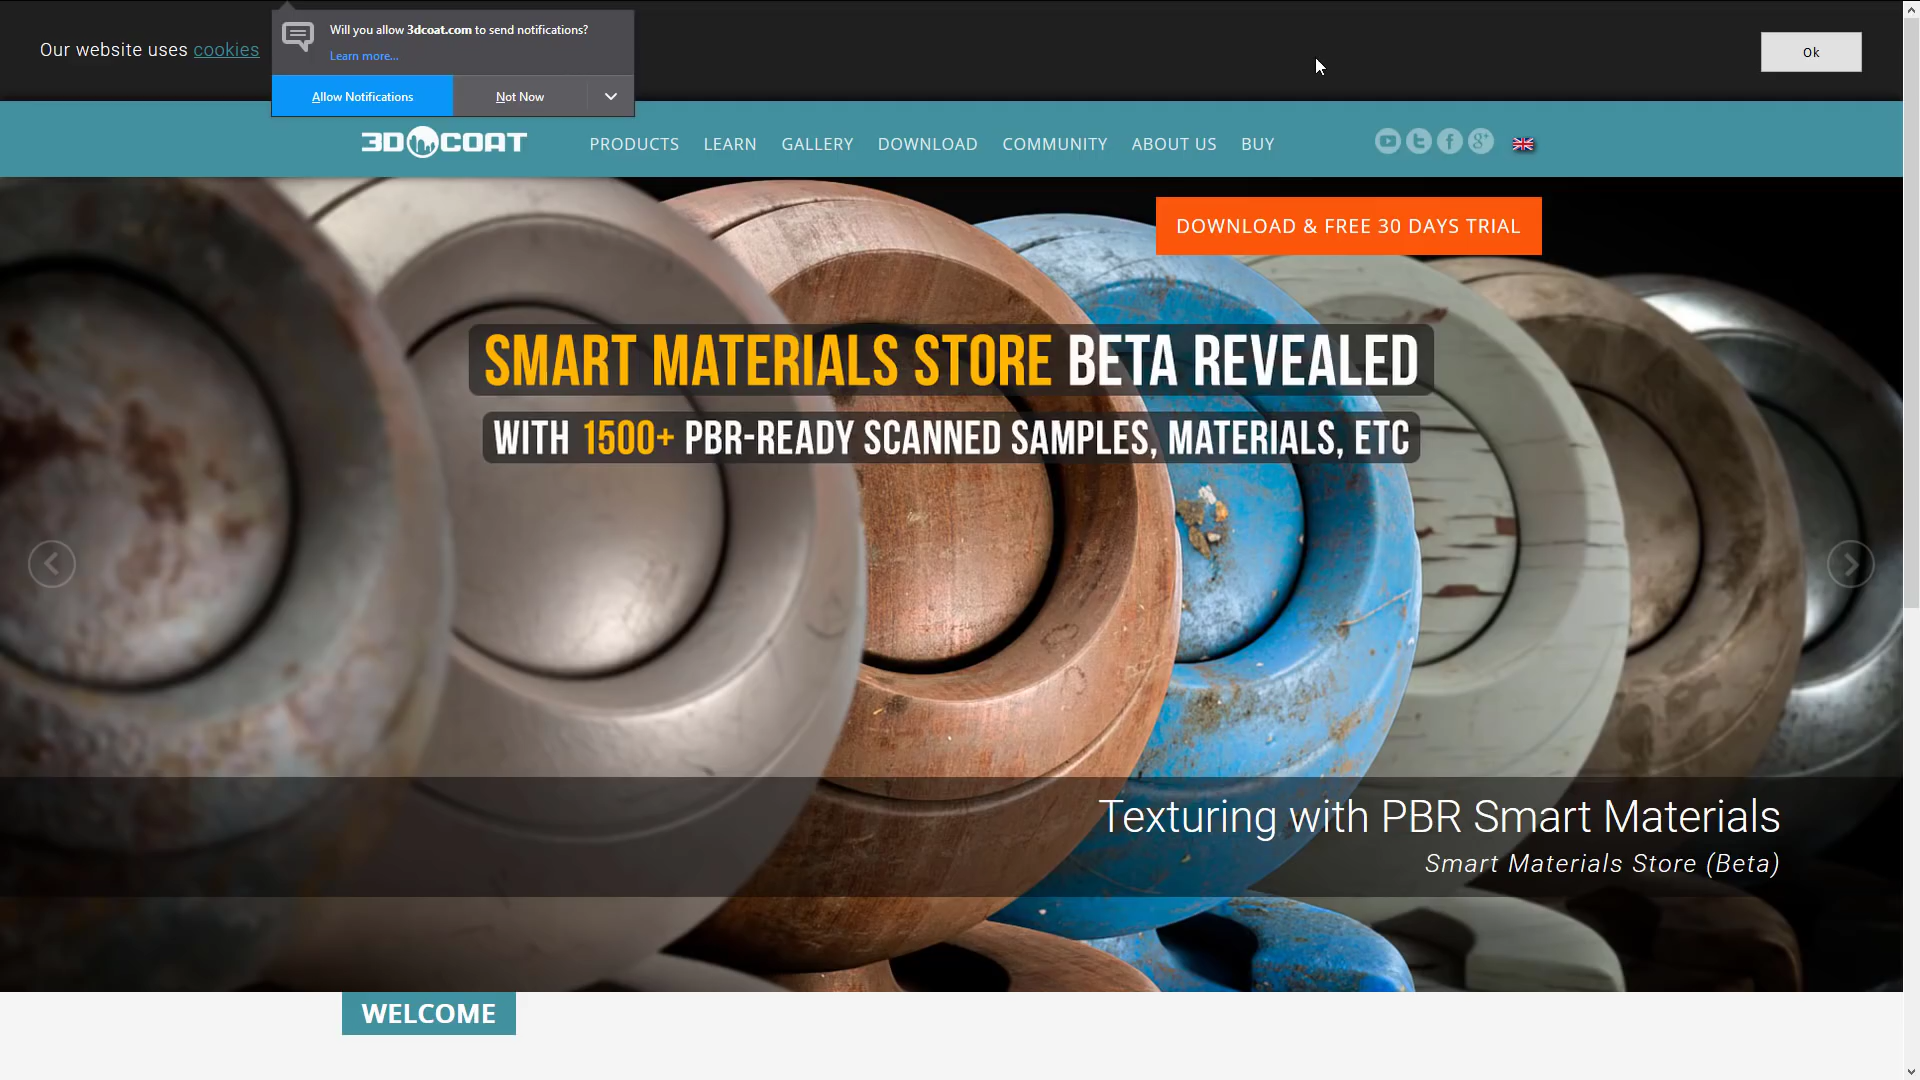 Our website uses cookies
Will you allow 3dcoat.com to send notifications?
Learn more...
Allow Notifications
Not Now
Ok
3DCOAT
PRODUCTS
LEARN
GALLERY
DOWNLOAD
COMMUNITY
ABOUT US
BUY
DOWNLOAD & FREE 30 DAYS TRIAL
SMART MATERIALS STORE BETA REVEALED
WITH 1500+ PBR-READY SCANNED SAMPLES, MATERIALS, ETC
Texturing with PBR Smart Materials
Smart Materials Store (Beta)
WELCOME